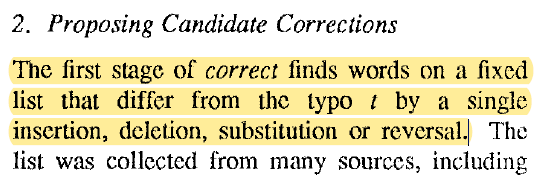 2. Proposing Candidate Corrections
The first stage of correct finds words on a fixed
list that differ from the typo t by a single
insertion, deletion, substitution or reversal. The
list was collected from many sources, including